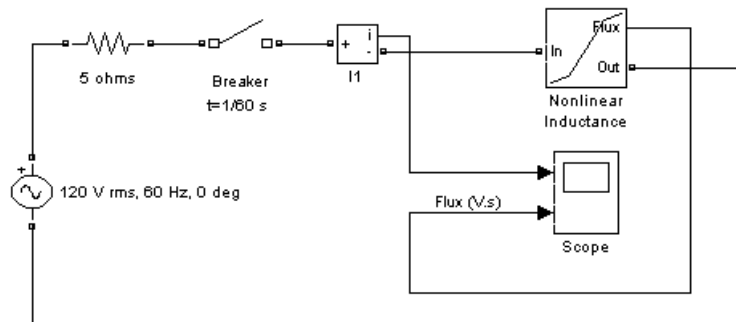 i
Flux
+
-
In
Out
5 ohms
Breaker
t=1/60 s
I1
Nonlinear
Inductance
+
120 V rms, 60 Hz, 0 deg
Flux (V.s)
Scope